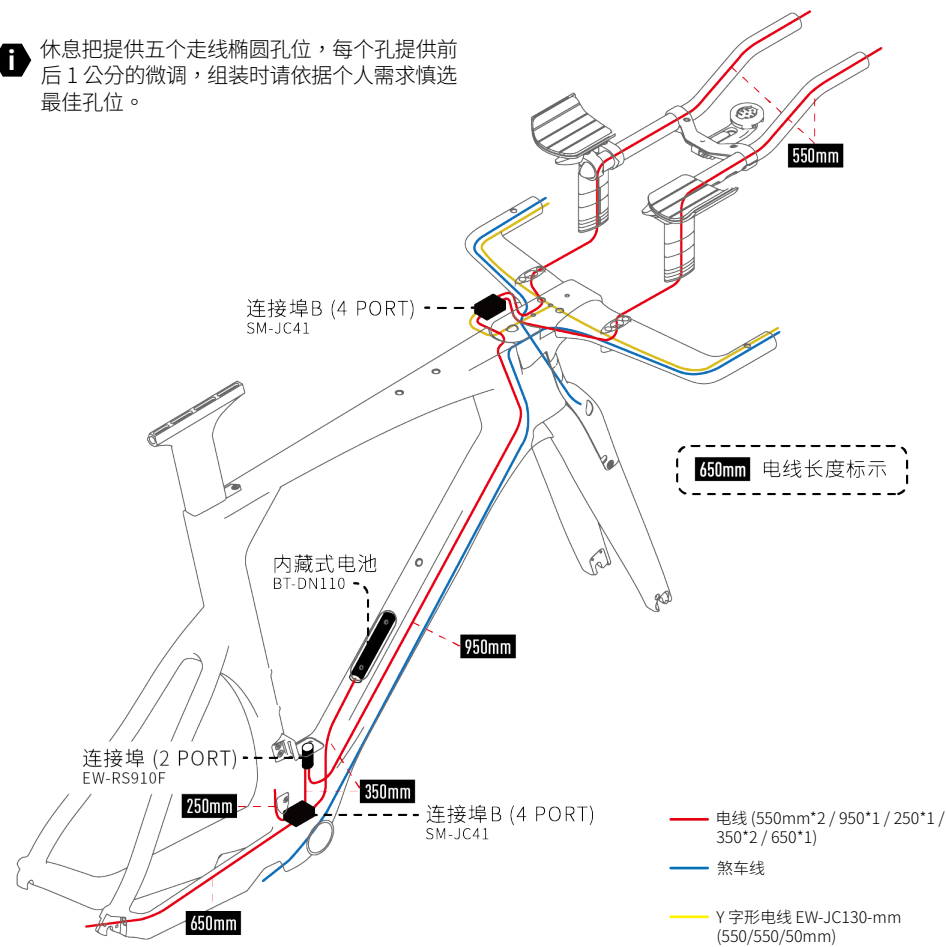 i
休息把提供五个走线椭圆孔位，每个孔提供前
后 1 公分的微调，组装时请依据个人需求慎选
最佳孔位。
550mm
连接埠B (4 PORT)
SM-JC41
650mm 电线长度标示
内藏式电池
BT-DN110
950mm
连接埠 (2 PORT)
EW-RS910F
350mm
250mm
连接埠B (4 PORT)
SM-JC41
650mm
电线 (550mm*2 / 950*1 / 250*1 /
350*2 / 650*1)
煞车线
Y 字形电线 EW-JC130-mm
(550/550/50mm)